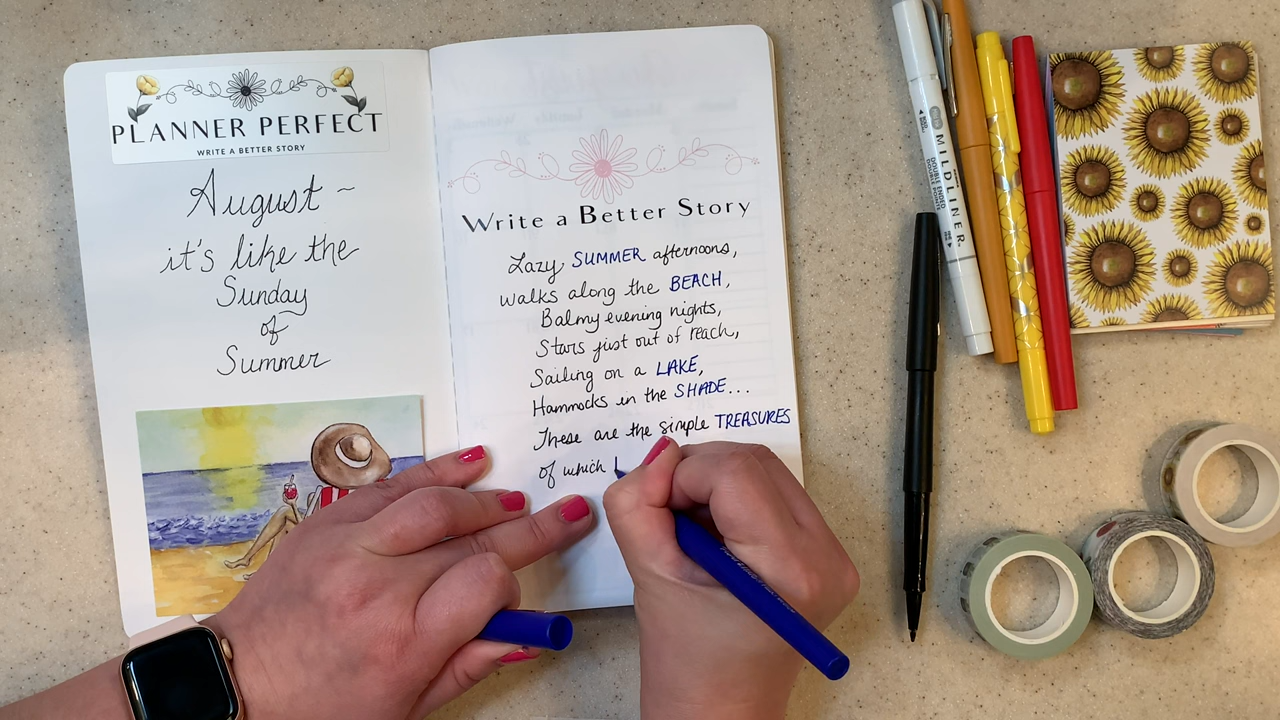 PLANNER PERFECT
WRITE A BETTER STORY
August ~
it's like the
Sunday
of
Summer
Write a Better Story
Lazy SUMMER afternoons,
walks along the BEACH,
Balmy evening nights,
Stars just out of reach,
Sailing on a LAKE,
Hammocks in the SHADE...
These are the simple TREASURES
of which
MILDLINER
DOUBLE ENDED